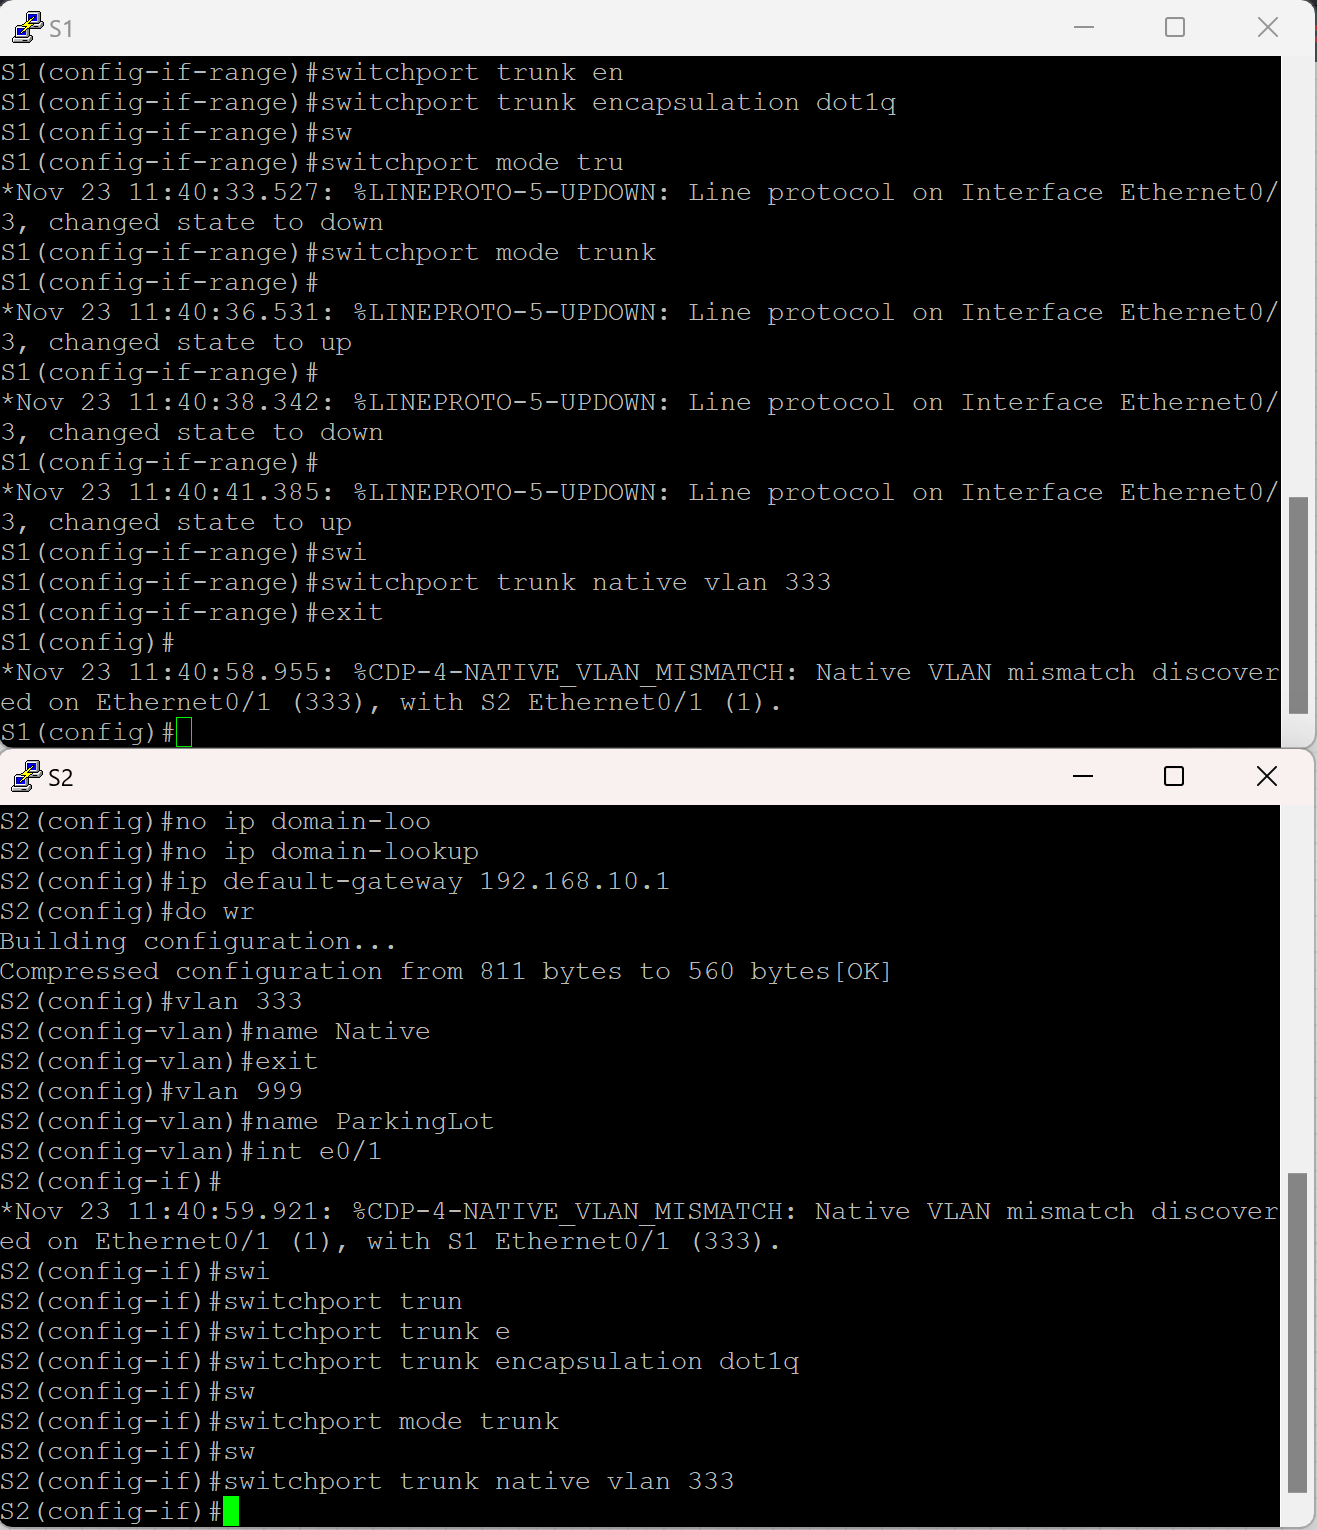 S1
S1(config-if-range)#switchport trunk en
S1(config-if-range)#switchport trunk encapsulation dot1q
S1(config-if-range)#sw
S1(config-if-range)#switchport mode tru
*Nov 23 11:40:33.527: %LINEPROTO-5-UPDOWN: Line protocol on Interface Ethernet0/
3, changed state to down
S1(config-if-range)#switchport mode trunk
S1(config-if-range)#
*Nov 23 11:40:36.531: %LINEPROTO-5-UPDOWN: Line protocol on Interface Ethernet0/
3, changed state to up
S1(config-if-range)#
*Nov 23 11:40:38.342: %LINEPROTO-5-UPDOWN: Line protocol on Interface Ethernet0/
3, changed state to down
S1(config-if-range)#
*Nov 23 11:40:41.385: %LINEPROTO-5-UPDOWN: Line protocol on Interface Ethernet0/
3, changed state to up
S1(config-if-range)#swi
S1(config-if-range)#switchport trunk native vlan 333
S1(config-if-range)#exit
S1(config)#
*Nov 23 11:40:58.955: %CDP-4-NATIVE_VLAN_MISMATCH: Native VLAN mismatch discover
ed on Ethernet0/1 (333), with S2 Ethernet0/1 (1).
S1(config)#
S2
S2(config)#no ip domain-loo
S2(config)#no ip domain-lookup
S2(config)#ip default-gateway 192.168.10.1
S2(config)#do wr
Building configuration...
Compressed configuration from 811 bytes to 560 bytes[OK]
S2(config)#vlan 333
S2(config-vlan)#name Native
S2(config-vlan)#exit
S2(config)#vlan 999
S2(config-vlan)#name ParkingLot
S2(config-vlan)#int e0/1
S2(config-if)#
*Nov 23 11:40:59.921: %CDP-4-NATIVE_VLAN_MISMATCH: Native VLAN mismatch discover
ed on Ethernet0/1 (1), with S1 Ethernet0/1 (333).
S2(config-if)#swi
S2(config-if)#switchport trun
S2(config-if)#switchport trunk e
S2(config-if)#switchport trunk encapsulation dot1q
S2(config-if)#sw
S2(config-if)#switchport mode trunk
S2(config-if)#sw
S2(config-if)#switchport trunk native vlan 333
S2(config-if)#